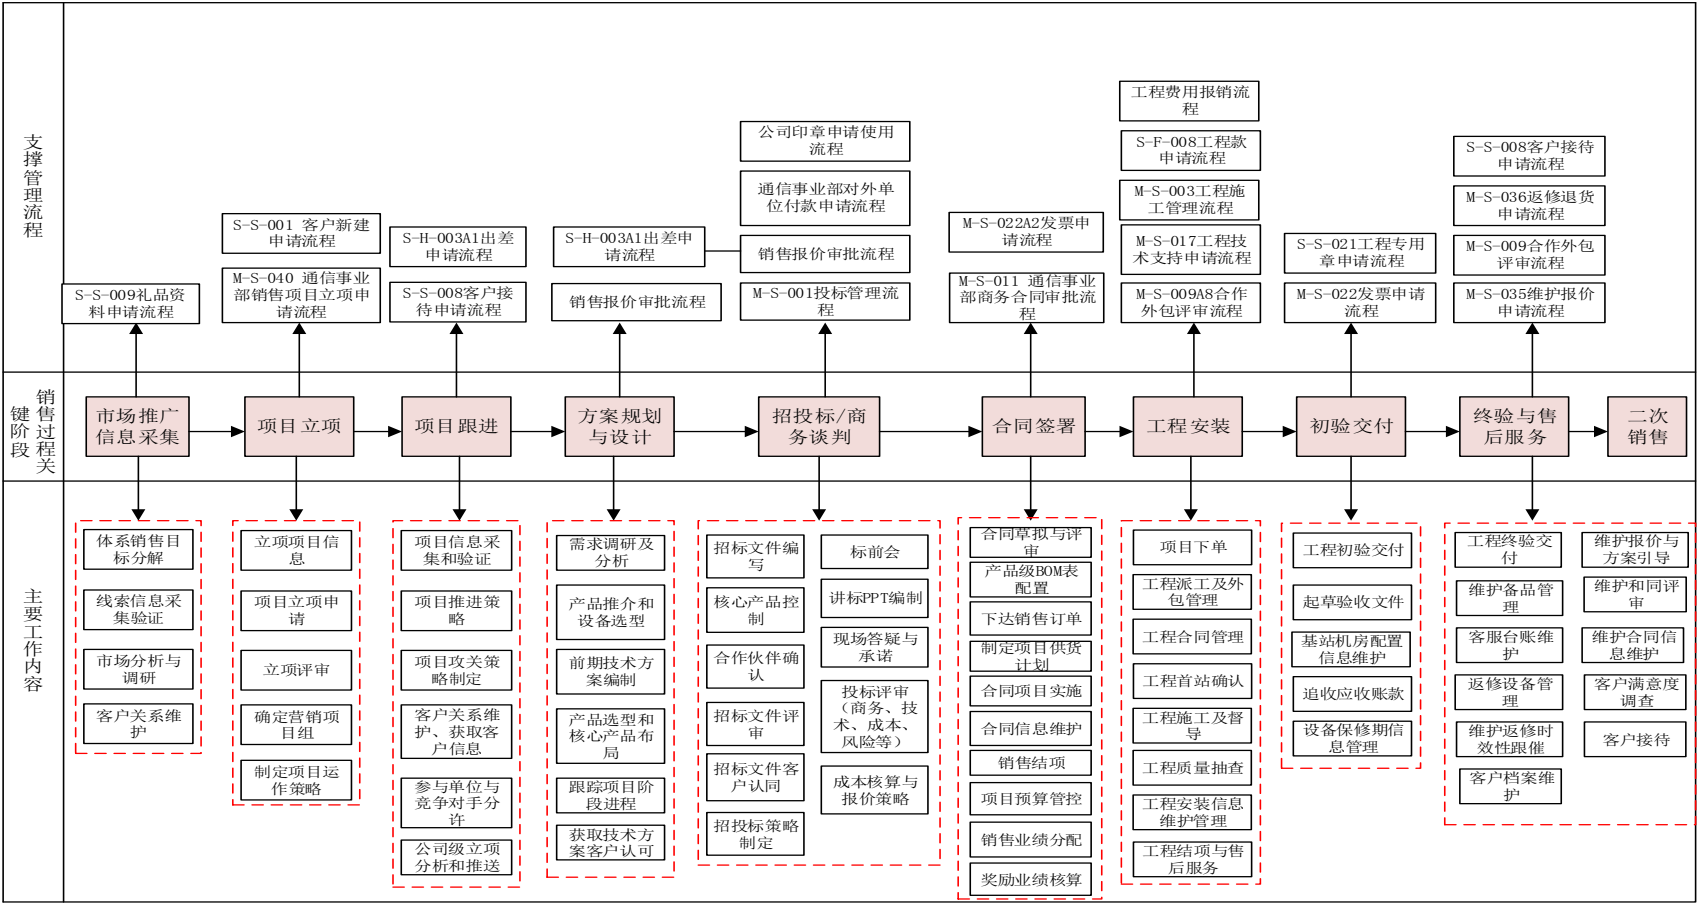 支撑管理流程
工程费用报销流
程
公司印章申请使用
流程
S-F-008工程款
申请流程
S-S-008客户接待
申请流程
通信事业部对外单
位付款申请流程
M-S-003工程施
工管理流程
M-S-036返修退货
申请流程
S-S-001 客户新建
申请流程
S-H-003A1出差
申请流程
S-H-003A1出差申
请流程
销售报价审批流程
M-S-022A2发票申
请流程
M-S-017工程技
术支持申请流程
S-S-021工程专用
章申请流程
M-S-009合作外包
评审流程
S-S-009礼品资
料申请流程
M-S-040 通信事业
部销售项目立项申
请流程
S-S-008客户接
待申请流程
销售报价审批流程
M-S-001投标管理流
程
M-S-011 通信事业
部商务合同审批流
程
M-S-009A8合作
外包评审流程
M-S-022发票申请
流程
M-S-035维护报价
申请流程
销售过程关
键阶段
市场推广
信息采集
项目立项
项目跟进
方案规划
与设计
招投标/商
务谈判
合同签署
工程安装
初验交付
终验与售
后服务
二次
销售
主要工作内容
体系销售目
标分解
线索信息采
集验证
市场分析与
调研
客户关系维
护
立项项目信
息
项目立项申
请
立项评审
确定营销项
目组
制定项目运
作策略
项目信息采
集和验证
项目推进策
略
项目攻关策
略制定
客户关系维
护、获取客
户信息
参与单位与
竞争对手分
许
公司级立项
分析和推送
需求调研及
分析
产品推介和
设备选型
前期技术方
案编制
产品选型和
核心产品布
局
跟踪项目阶
段进程
获取技术方
案客户认可
招标文件编
写
核心产品控
制
合作伙伴确
认
招标文件评
审
招标文件客
户认同
招投标策略
制定
标前会
讲标PPT编制
现场答疑与
承诺
投标评审
（商务、技
术、成本、
风险等）
成本核算与
报价策略
合同草拟与评
审
产品级BOM表
配置
下达销售订单
制定项目供货
计划
合同项目实施
合同信息维护
销售结项
项目预算管控
销售业绩分配
奖励业绩核算
项目下单
工程派工及外
包管理
工程合同管理
工程首站确认
工程施工及督
导
工程质量抽查
工程安装信息
维护管理
工程结项与售
后服务
工程初验交付
起草验收文件
基站机房配置
信息维护
追收应收账款
设备保修期信
息管理
工程终验交
付
维护备品管
理
客服台账维
护
返修设备管
理
维护返修时
效性跟催
客户档案维
护
维护报价与
方案引导
维护和同评
审
维护合同信
息维护
客户满意度
调查
客户接待